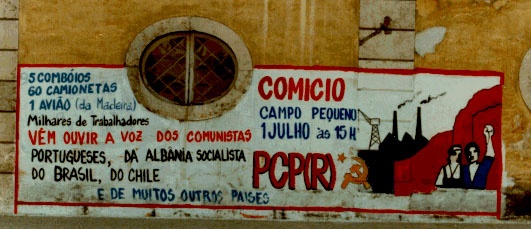 5 COMBÓIOS
60 CAMIONETAS
1 AVIÃO (da Madeira)
Milhares de Trabalhadores
VÊM OUVIR A VOZ DOS COMUNISTAS
PORTUGUESES, DA ALBÂNIA SOCIALISTA
DO BRASIL, DO CHILE
E DE MUITOS OUTROS PAISES
COMICIO
CAMPO PEQUENO
1 JULHO às 15 H
PCP(R)